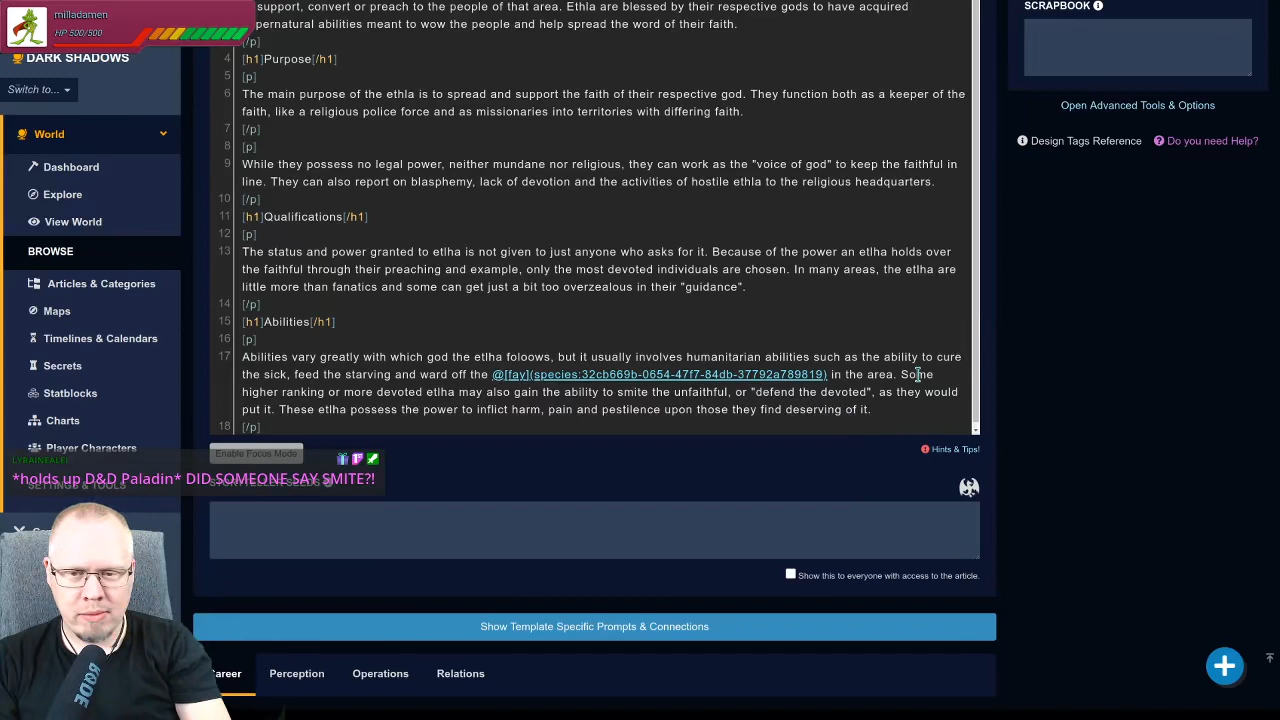 milladamen
HP 500/500
DARK SHADOWS
Switch to...
World
Dashboard
Explore
View World
BROWSE
Articles & Categories
Maps
Timelines & Calendars
Secrets
Statblocks
Charts
Player Characters
SETTINGS & TOOLS
support, convert or preach to the people of that area. Ethla are blessed by their respective gods to have acquired
pernatural abilities meant to wow the people and help spread the word of their faith.
[/p]
4 [h1]Purpose[/h1]
5 [p]
6 The main purpose of the ethla is to spread and support the faith of their respective god. They function both as a keeper of the
faith, like a religious police force and as missionaries into territories with differing faith.
7 [/p]
8 [p]
9 While they possess no legal power, neither mundane nor religious, they can work as the "voice of god" to keep the faithful in
line. They can also report on blasphemy, lack of devotion and the activities of hostile ethla to the religious headquarters.
10 [/p]
11 [h1]Qualifications[/h1]
12 [p]
13 The status and power granted to etlha is not given to just anyone who asks for it. Because of the power an etlha holds over
the faithful through their preaching and example, only the most devoted individuals are chosen. In many areas, the etlha are
little more than fanatics and some can get just a bit too overzealous in their "guidance".
14 [/p]
15 [h1]Abilities[/h1]
16 [p]
17 Abilities vary greatly with which god the etlha foloows, but it usually involves humanitarian abilities such as the ability to cure
the sick, feed the starving and ward off the @[fay](species:32cb669b-0654-47f7-84db-37792a789819) in the area. Some
higher ranking or more devoted etlha may also gain the ability to smite the unfaithful, or "defend the devoted", as they would
put it. These etlha possess the power to inflict harm, pain and pestilence upon those they find deserving of it.
18 [/p]
Enable Focus Mode
Hints & Tips!
*holds up D&D Paladin* DID SOMEONE SAY SMITE?!
STORYTELLER SEEDS
Show this to everyone with access to the article.
Show Template Specific Prompts & Connections
Career
Perception
Operations
Relations
SCRAPBOOK
Open Advanced Tools & Options
Design Tags Reference
Do you need Help?